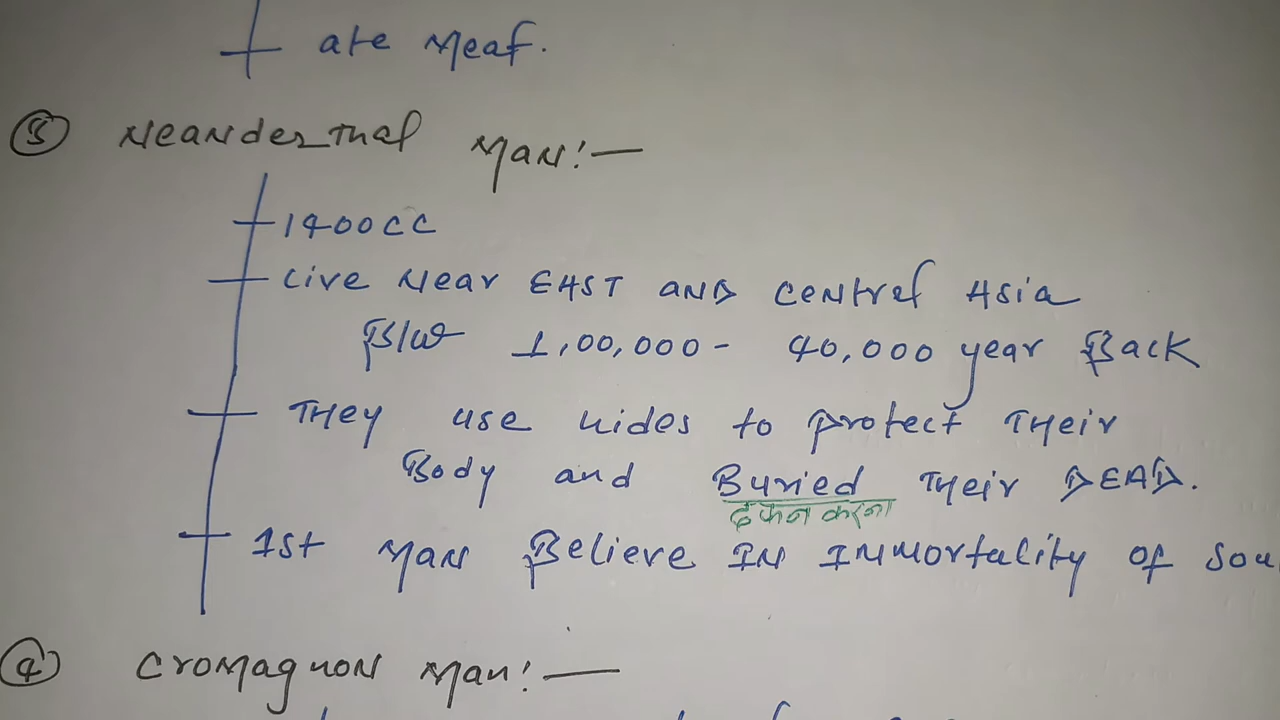 ate Meat.
③ Neanderthal Man:—
1400CC
Live Near EAST AND Central Asia
B/W 1,00,000 - 40,000 year Back
They use hides to protect Their
Body and Buried Their DEAD.
दफन करना
1st Man Believe IN Immortality of Sou
④ Cromagnon Man:—